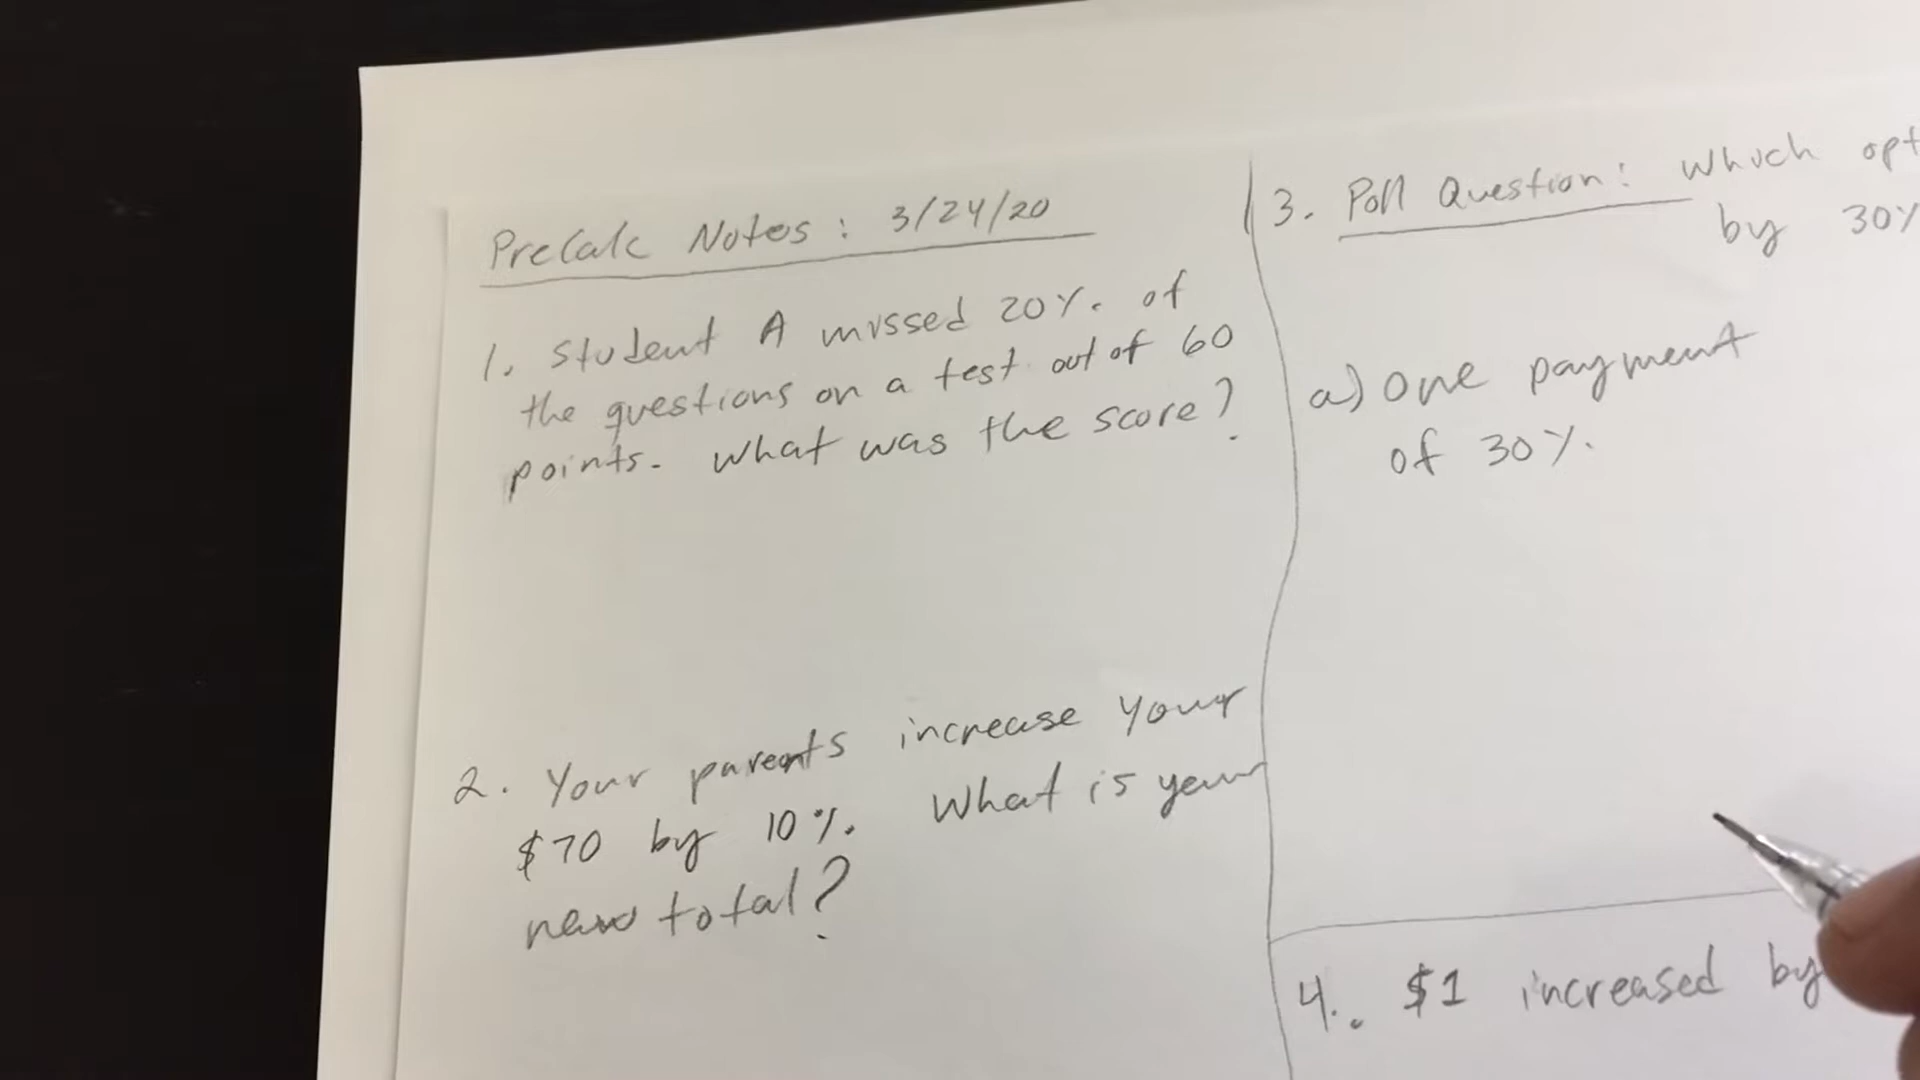 PreCalc Notes: 3/24/20
1. Student A missed 20% of
the questions on a test out of 60
points. What was the score?
2. Your parents increase your
$70 by 10%. What is your
new total?
3. Poll Question: Which opt
by 30%
a) One payment
of 30%
4. $1 increased by